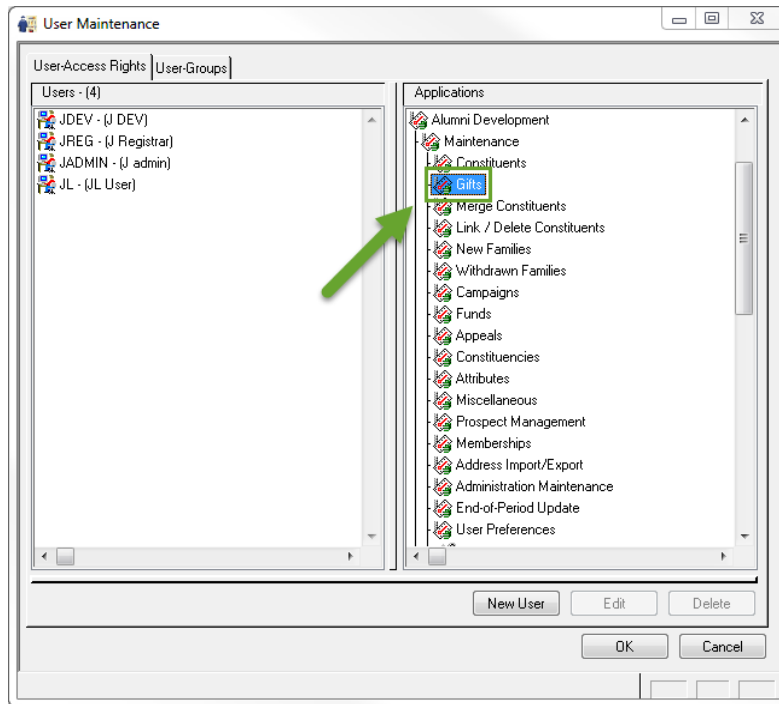 User Maintenance
User-Access Rights
User-Groups
Users - (4)
JDEV - (J DEV)
JREG - (J Registrar)
JADMIN - (J admin)
JL - (JL User)
Applications
Alumni Development
Maintenance
Constituents
Gifts
Merge Constituents
Link / Delete Constituents
New Families
Withdrawn Families
Campaigns
Funds
Appeals
Constituencies
Attributes
Miscellaneous
Prospect Management
Memberships
Address Import/Export
Administration Maintenance
End-of-Period Update
User Preferences
New User
Edit
Delete
OK
Cancel